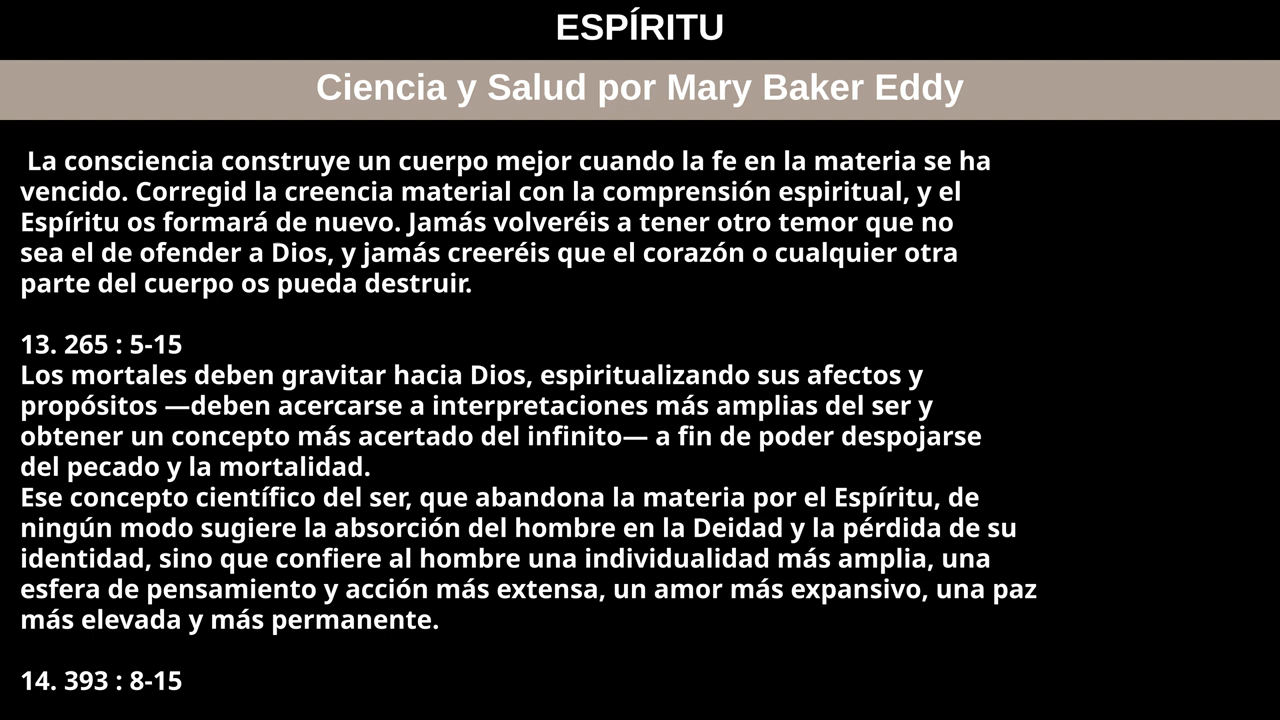 ESPÍRITU
Ciencia y Salud por Mary Baker Eddy
La consciencia construye un cuerpo mejor cuando la fe en la materia se ha
vencido. Corregid la creencia material con la comprensión espiritual, y el
Espíritu os formará de nuevo. Jamás volveréis a tener otro temor que no
sea el de ofender a Dios, y jamás creeréis que el corazón o cualquier otra
parte del cuerpo os pueda destruir.
13. 265 : 5-15
Los mortales deben gravitar hacia Dios, espiritualizando sus afectos y
propósitos —deben acercarse a interpretaciones más amplias del ser y
obtener un concepto más acertado del infinito— a fin de poder despojarse
del pecado y la mortalidad.
Ese concepto científico del ser, que abandona la materia por el Espíritu, de
ningún modo sugiere la absorción del hombre en la Deidad y la pérdida de su
identidad, sino que confiere al hombre una individualidad más amplia, una
esfera de pensamiento y acción más extensa, un amor más expansivo, una paz
más elevada y más permanente.
14. 393 : 8-15